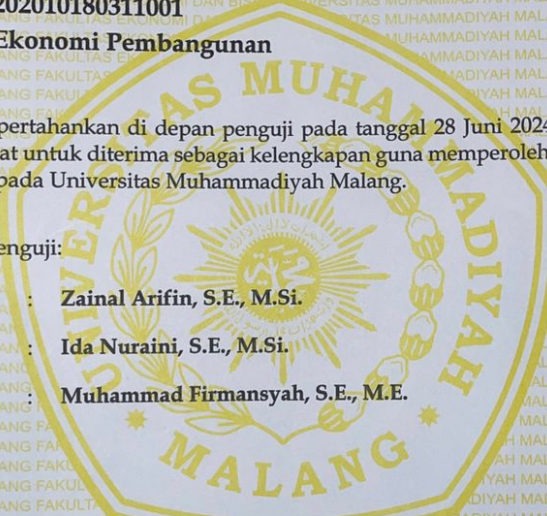 202010180311001
Ekonomi Pembangunan
pertahankan di depan penguji pada tanggal 28 Juni 2024
at untuk diterima sebagai kelengkapan guna memperoleh
pada Universitas Muhammadiyah Malang.
enguji:
: Zainal Arifin, S.E., M.Si.
: Ida Nuraini, S.E., M.Si.
: Muhammad Firmansyah, S.E., M.E.
UNIVERSITAS MUHAMMADIYAH
MALANG